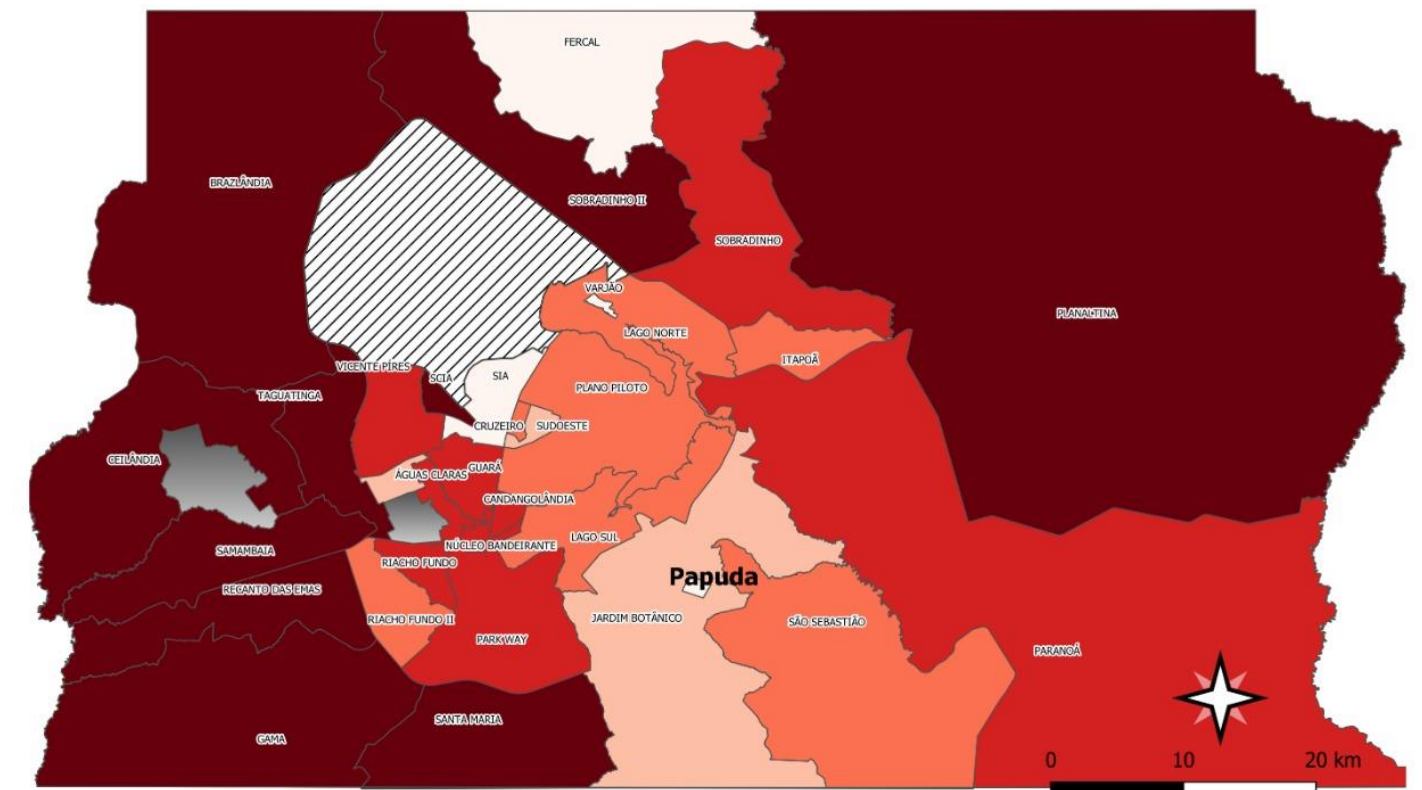 FERCAL
BRAZLÂNDIA
SOBRADINHO II
SOBRADINHO
VARJÃO
PLANALTINA
LAGO NORTE
ITAPOÃ
VICENTE PIRES
SCIA
SIA
PLANO PILOTO
TAGUATINGA
CRUZEIRO
SUDOESTE
CEILÂNDIA
ÁGUAS CLARAS
GUARÁ
CANDANGOLÂNDIA
LAGO SUL
NÚCLEO BANDEIRANTE
SAMAMBAIA
RIACHO FUNDO
Papuda
RECANTO DAS EMAS
RIACHO FUNDO II
JARDIM BOTÂNICO
SÃO SEBASTIÃO
PARK WAY
PARANOÁ
SANTA MARIA
GAMA
0 10 20 km